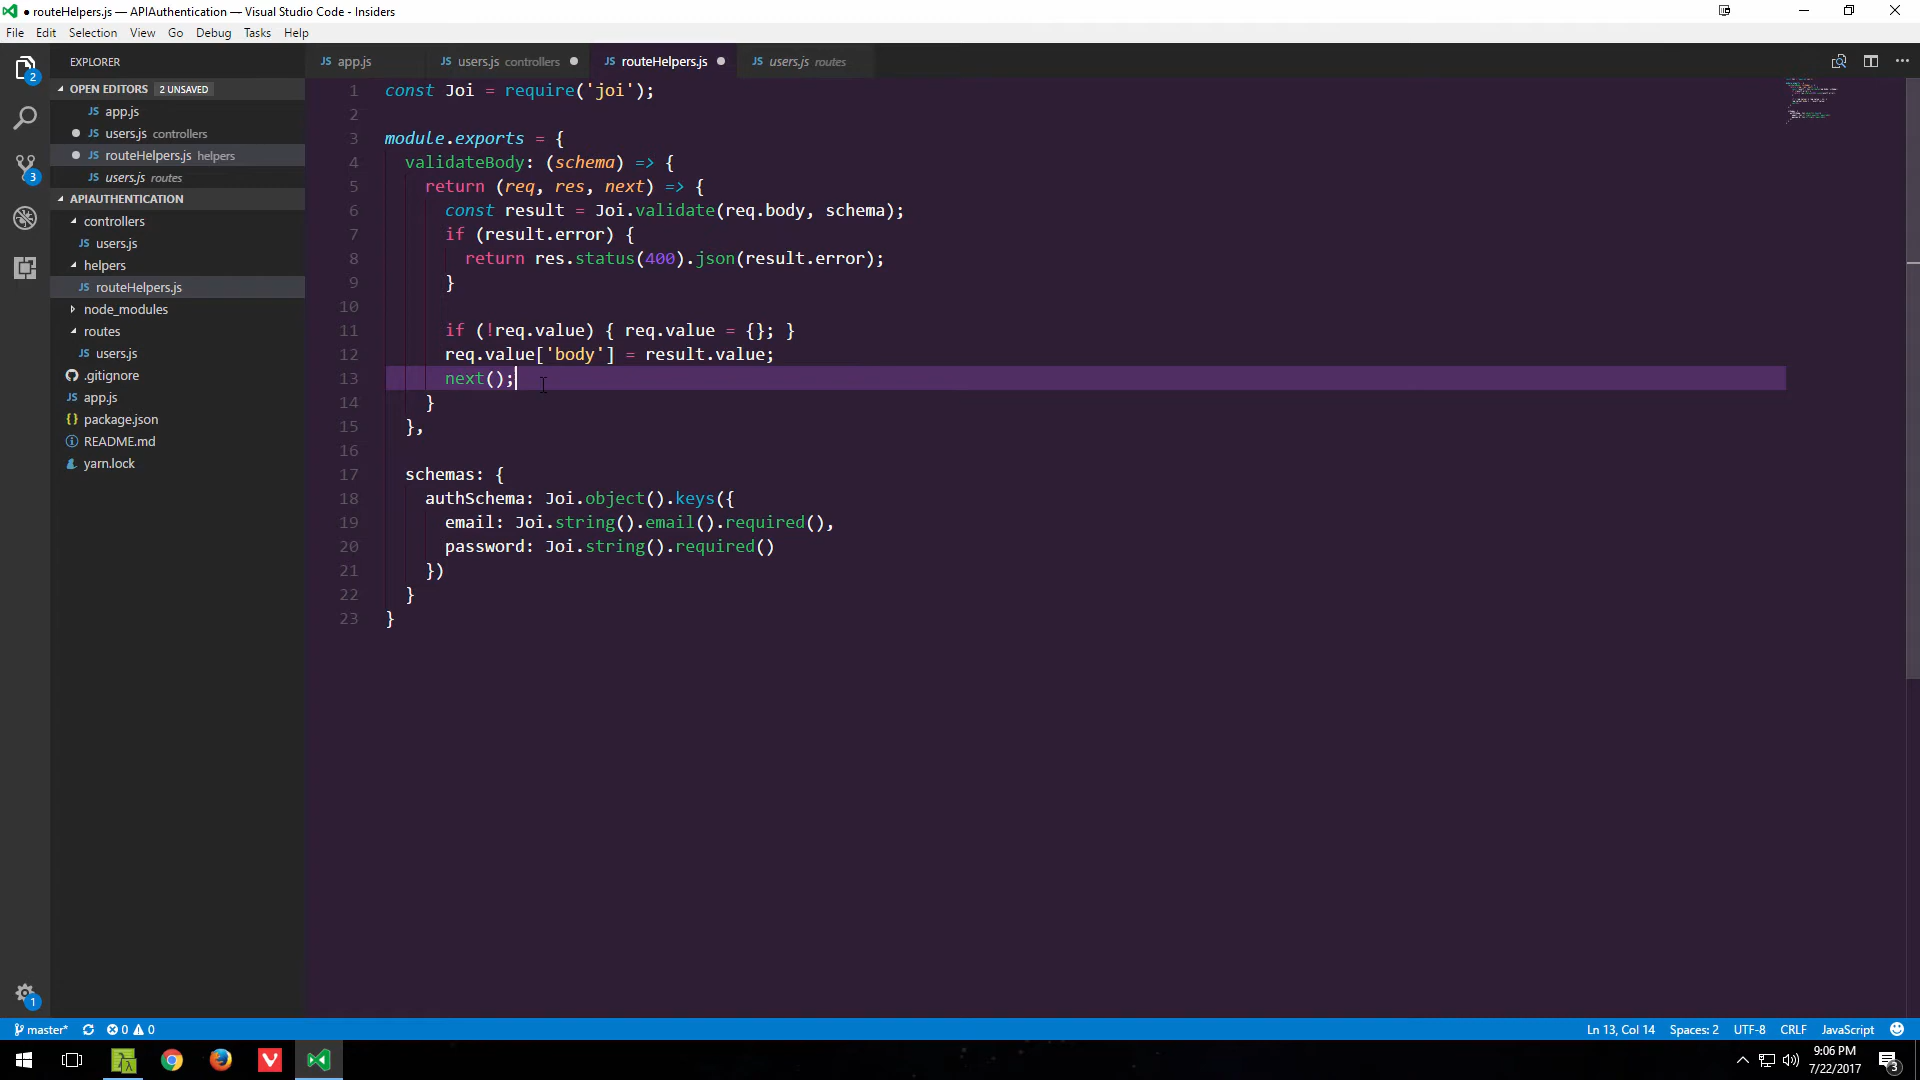 ● routeHelpers.js — APIAuthentication — Visual Studio Code - Insiders
File Edit Selection View Go Debug Tasks Help
EXPLORER
JS app.js
JS users.js controllers
JS routeHelpers.js
JS users.js routes
2
OPEN EDITORS 2 UNSAVED
JS app.js
JS users.js controllers
JS routeHelpers.js helpers
JS users.js routes
3
APIAUTHENTICATION
controllers
JS users.js
helpers
JS routeHelpers.js
node_modules
routes
JS users.js
.gitignore
JS app.js
{} package.json
README.md
yarn.lock
1
1 const Joi = require('joi');
2
3 module.exports = {
4 validateBody: (schema) => {
5 return (req, res, next) => {
6 const result = Joi.validate(req.body, schema);
7 if (result.error) {
8 return res.status(400).json(result.error);
9 }
10
11 if (!req.value) { req.value = {}; }
12 req.value['body'] = result.value;
13 next();
14 }
15 },
16
17 schemas: {
18 authSchema: Joi.object().keys({
19 email: Joi.string().email().required(),
20 password: Joi.string().required()
21 })
22 }
23 }
master* 0 0 Ln 13, Col 14 Spaces: 2 UTF-8 CRLF JavaScript
9:06 PM
7/22/2017
3